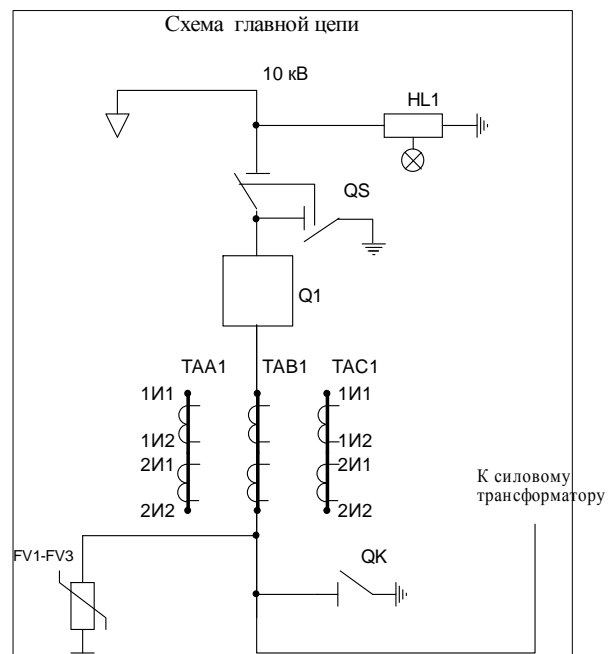 Схема главной цепи
10 кВ
HL1
QS
Q1
TAA1 TAB1 TAC1
1И1 1И1
1И2 1И2
2И1 2И1
2И2 2И2
К силовому
трансформатору
FV1-FV3
QK